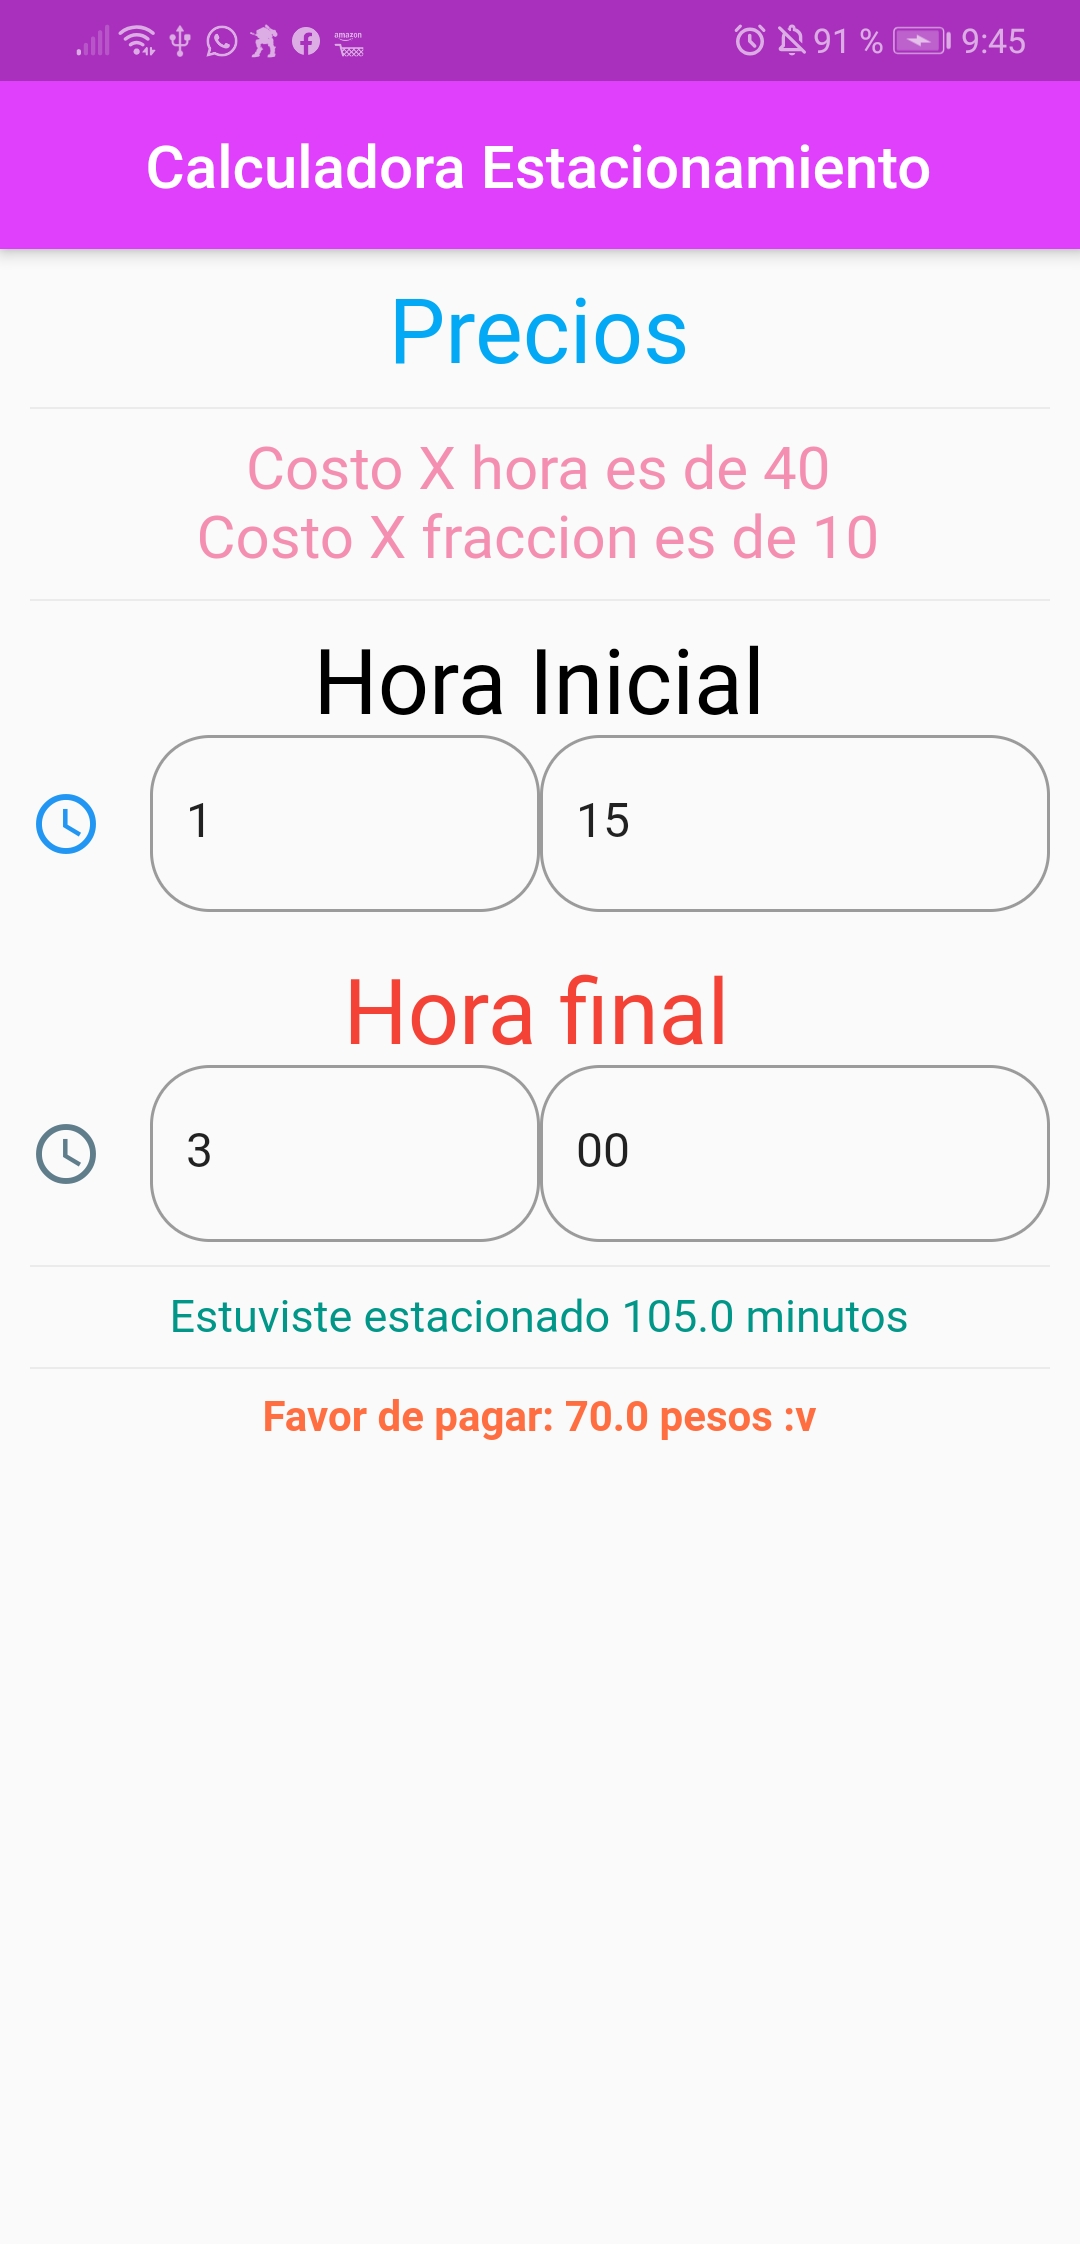 amazon
91 % 9:45
Calculadora Estacionamiento
Precios
Costo X hora es de 40
Costo X fraccion es de 10
Hora Inicial
1 15
Hora final
3 00
Estuviste estacionado 105.0 minutos
Favor de pagar: 70.0 pesos :v